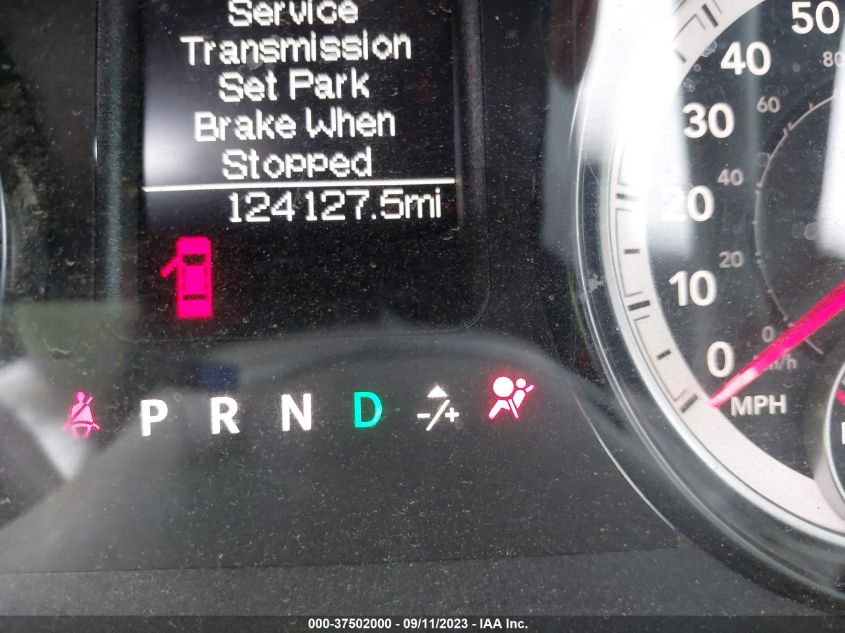 Service
Transmission
Set Park
Brake When
Stopped
124127.5mi
50
80
40
60
30
40
20
20
10
0
0
km/h
MPH
P R N D -/+
000-37502000 - 09/11/2023 - IAA Inc.